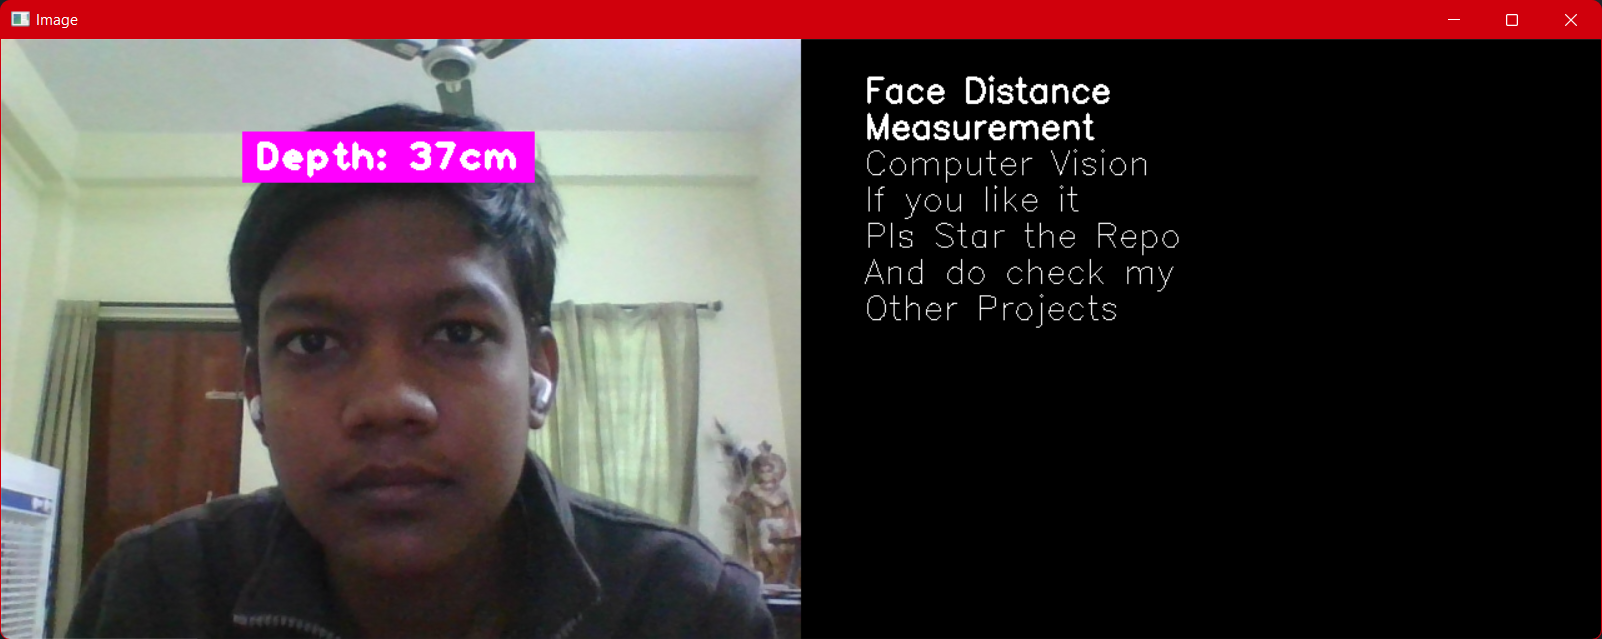 Image
Depth: 37cm
Face Distance
Measurement
Computer Vision
If you like it
Pls Star the Repo
And do check my
Other Projects